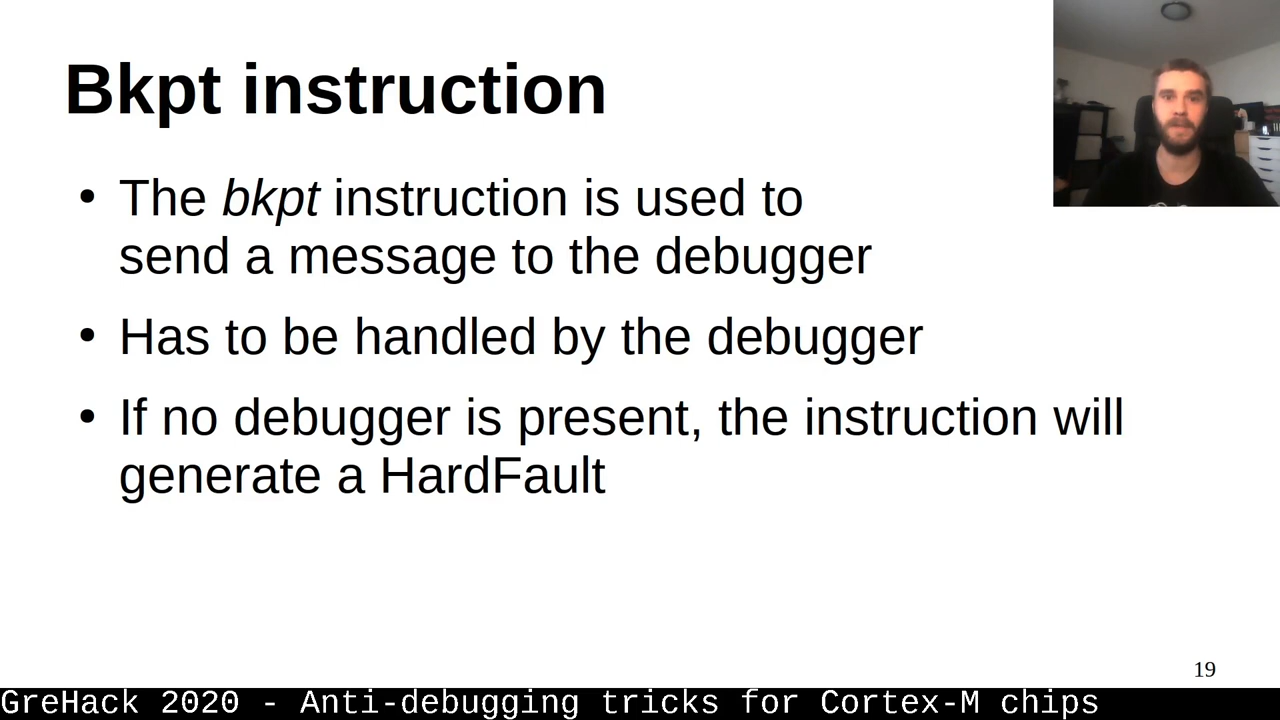 Bkpt instruction
• The bkpt instruction is used to
send a message to the debugger
• Has to be handled by the debugger
• If no debugger is present, the instruction will
generate a HardFault
19
GreHack 2020 - Anti-debugging tricks for Cortex-M chips